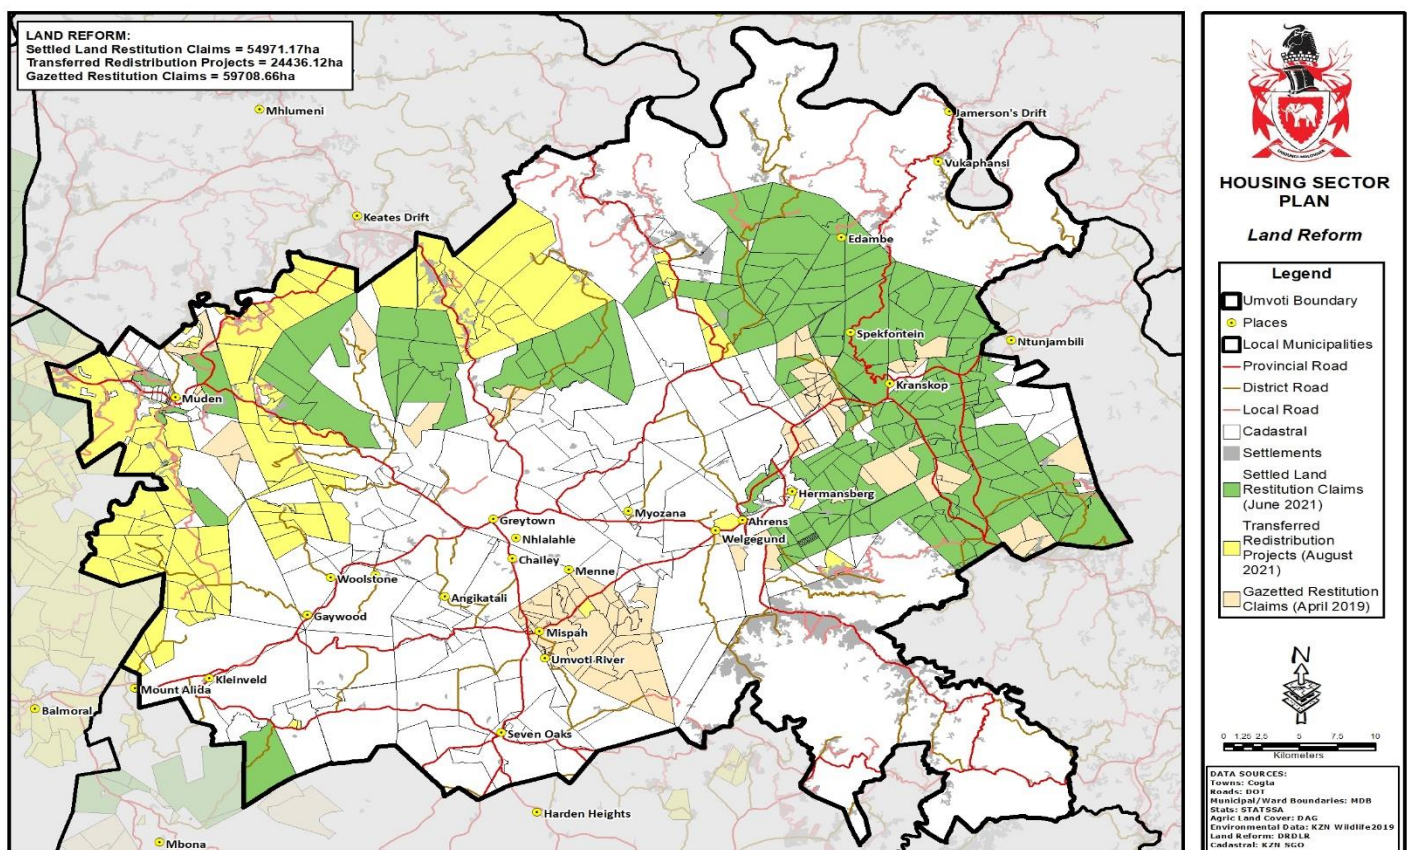 LAND REFORM:
Settled Land Restitution Claims = 54971.17ha
Transferred Redistribution Projects = 24436.12ha
Gazetted Restitution Claims = 59708.66ha
Mhlumeni
Jamerson's Drift
Vukaphansi
Keates Drift
Edambe
Spekfontein
Ntunjambili
Kranskop
Muden
Hermansberg
Myozana
Greytown
Ahrens
Welgegund
Nhlalahle
Chailey
Menne
Woolstone
Angikatali
Gaywood
Mispah
Umvoti River
Kleinveld
Mount Alida
Balmoral
Seven Oaks
Harden Heights
Mbona
HOUSING SECTOR
PLAN
Land Reform
Legend
Umvoti Boundary
Places
Local Municipalities
Provincial Road
District Road
Local Road
Cadastral
Settlements
Settled Land
Restitution Claims
(June 2021)
Transferred
Redistribution
Projects (August
2021)
Gazetted Restitution
Claims (April 2019)
N
0 1.25 2.5 5 7.5 10
Kilometers
DATA SOURCES:
Towns: Cogta
Roads: DOT
Municipal/Ward Boundaries: MDB
Stats: STATSSA
Agric Land Cover: DAG
Environmental Data: KZN Wildlife2019
Land Reform: DRDLR
Cadastral: KZN SGO